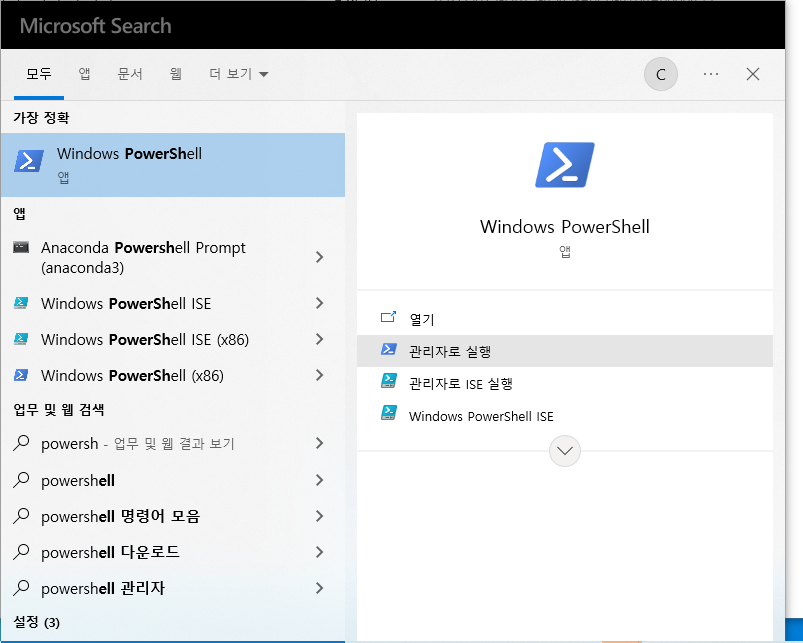 Microsoft Search
모두 앱 문서 웹 더 보기
C
가장 정확
Windows PowerShell
앱
앱
Anaconda Powershell Prompt
(anaconda3)
Windows PowerShell ISE
Windows PowerShell ISE (x86)
Windows PowerShell (x86)
업무 및 웹 검색
powersh - 업무 및 웹 결과 보기
powershell
powershell 명령어 모음
powershell 다운로드
powershell 관리자
설정 (3)
Windows PowerShell
앱
열기
관리자로 실행
관리자로 ISE 실행
Windows PowerShell ISE